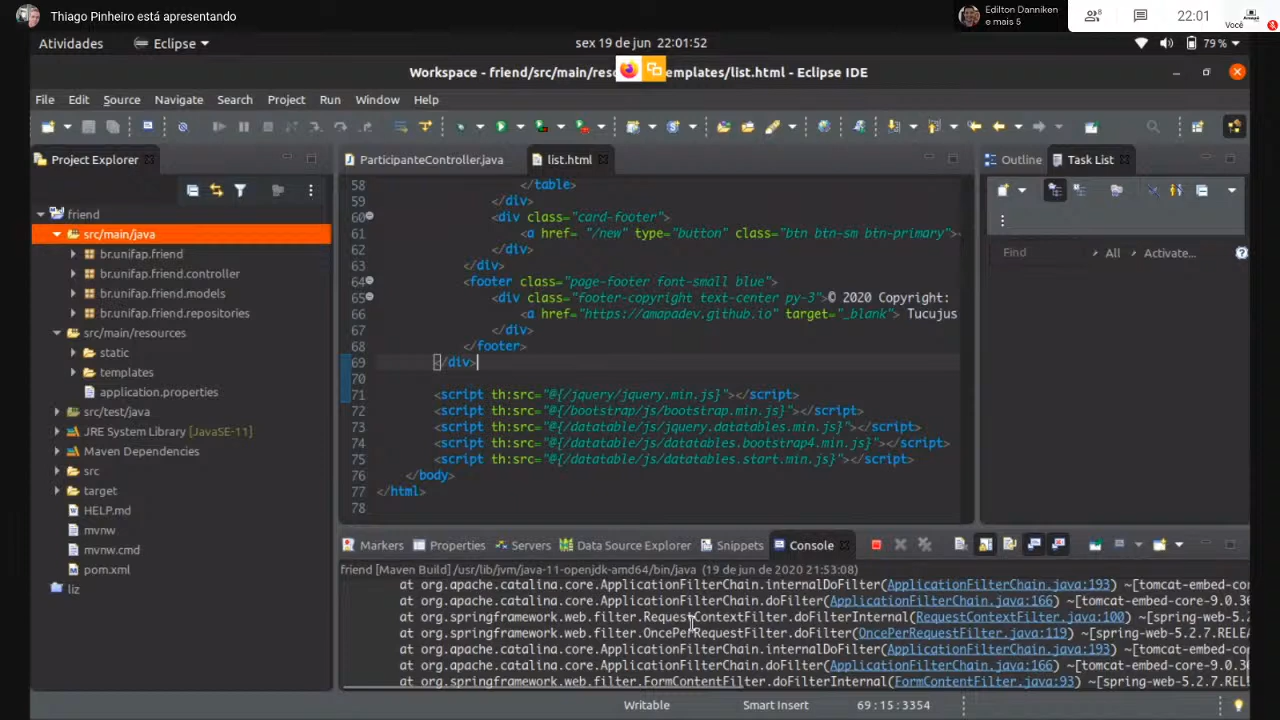 Thiago Pinheiro está apresentando
Edilton Danniken
e mais 5
8
22:01
Você
Atividades
Eclipse
sex 19 de jun 22:01:52
79 %
Workspace - friend/src/main/res emplates/list.html - Eclipse IDE
File Edit Source Navigate Search Project Run Window Help
Project Explorer
ParticipanteController.java
list.html
Outline
Task List
friend
src/main/java
br.unifap.friend
br.unifap.friend.controller
br.unifap.friend.models
br.unifap.friend.repositories
src/main/resources
static
templates
application.properties
src/test/java
JRE System Library [JavaSE-11]
Maven Dependencies
src
target
HELP.md
mvnw
mvnw.cmd
pom.xml
liz
58 </table>
59 </div>
60 <div class="card-footer">
61 <a href= "/new" type="button" class="btn btn-sm btn-primary">
62 </div>
63 </div>
64 <footer class="page-footer font-small blue">
65 <div class="footer-copyright text-center py-3">© 2020 Copyright:
66 <a href="https://amapadev.github.io" target="_blank"> Tucujus
67 </div>
68 </footer>
69 </div>
70
71 <script th:src="@{/jquery/jquery.min.js}"></script>
72 <script th:src="@{/bootstrap/js/bootstrap.min.js}"></script>
73 <script th:src="@{/datatable/js/jquery.datatables.min.js}"></script>
74 <script th:src="@{/datatable/js/datatables.bootstrap4.min.js}"></script>
75 <script th:src="@{/datatable/js/datatables.start.min.js}"></script>
76 </body>
77 </html>
78
Find All Activate...
Markers Properties Servers Data Source Explorer Snippets Console
friend [Maven Build] /usr/lib/jvm/java-11-openjdk-amd64/bin/java (19 de jun de 2020 21:53:08)
at org.apache.catalina.core.ApplicationFilterChain.internalDoFilter(ApplicationFilterChain.java:193) ~[tomcat-embed-cor
at org.apache.catalina.core.ApplicationFilterChain.doFilter(ApplicationFilterChain.java:166) ~[tomcat-embed-core-9.0.36
at org.springframework.web.filter.RequestContextFilter.doFilterInternal(RequestContextFilter.java:100) ~[spring-web-5.2
at org.springframework.web.filter.OncePerRequestFilter.doFilter(OncePerRequestFilter.java:119) ~[spring-web-5.2.7.RELEA
at org.apache.catalina.core.ApplicationFilterChain.internalDoFilter(ApplicationFilterChain.java:193) ~[tomcat-embed-cor
at org.apache.catalina.core.ApplicationFilterChain.doFilter(ApplicationFilterChain.java:166) ~[tomcat-embed-core-9.0.36
at org.springframework.web.filter.FormContentFilter.doFilterInternal(FormContentFilter.java:93) ~[spring-web-5.2.7.REL
Writable
Smart Insert
69 : 15 : 3354